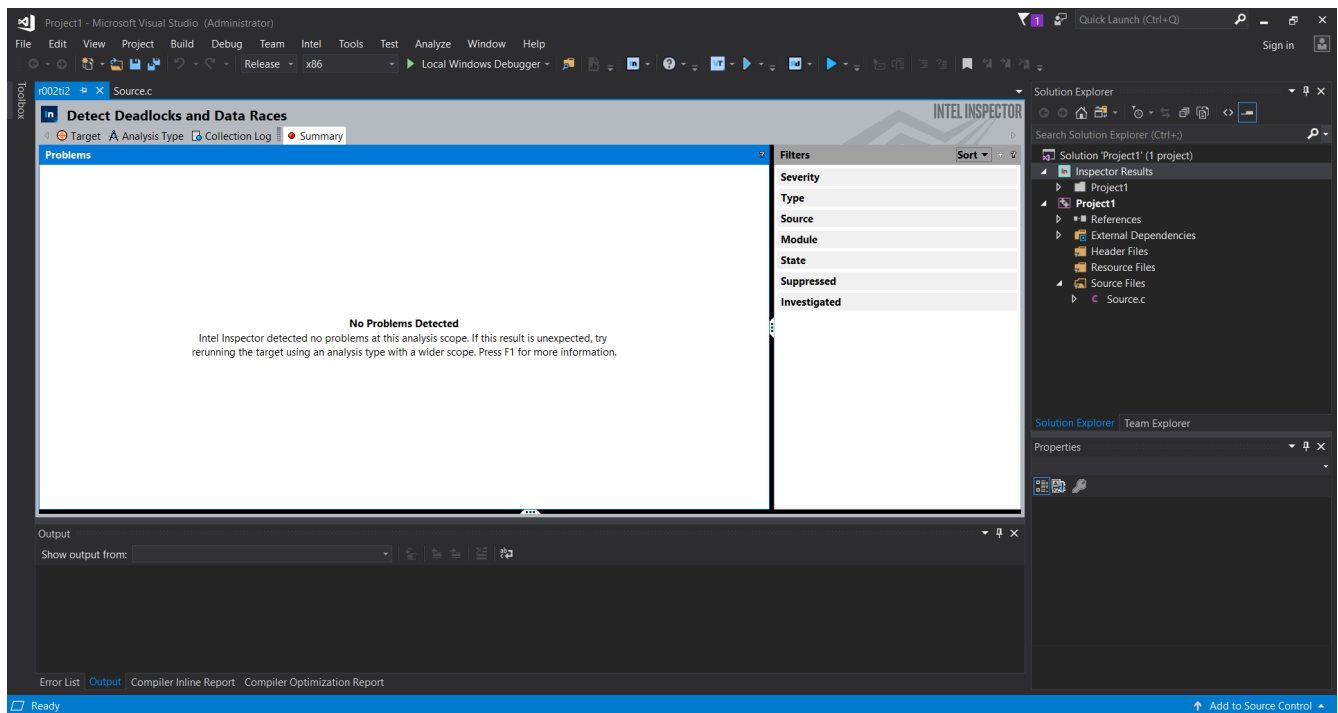 Project1 - Microsoft Visual Studio (Administrator)
1
Quick Launch (Ctrl+Q)
File Edit View Project Build Debug Team Intel Tools Test Analyze Window Help
Sign in
Release x86 Local Windows Debugger
Toolbox
r002ti2 Source.c
Detect Deadlocks and Data Races
INTEL INSPECTOR
Target Analysis Type Collection Log Summary
Problems
No Problems Detected
Intel Inspector detected no problems at this analysis scope. If this result is unexpected, try
rerunning the target using an analysis type with a wider scope. Press F1 for more information.
Filters Sort
Severity
Type
Source
Module
State
Suppressed
Investigated
Solution Explorer
Search Solution Explorer (Ctrl+;)
Solution 'Project1' (1 project)
Inspector Results
Project1
Project1
References
External Dependencies
Header Files
Resource Files
Source Files
Source.c
Solution Explorer Team Explorer
Properties
Output
Show output from:
Error List Output Compiler Inline Report Compiler Optimization Report
Ready
Add to Source Control